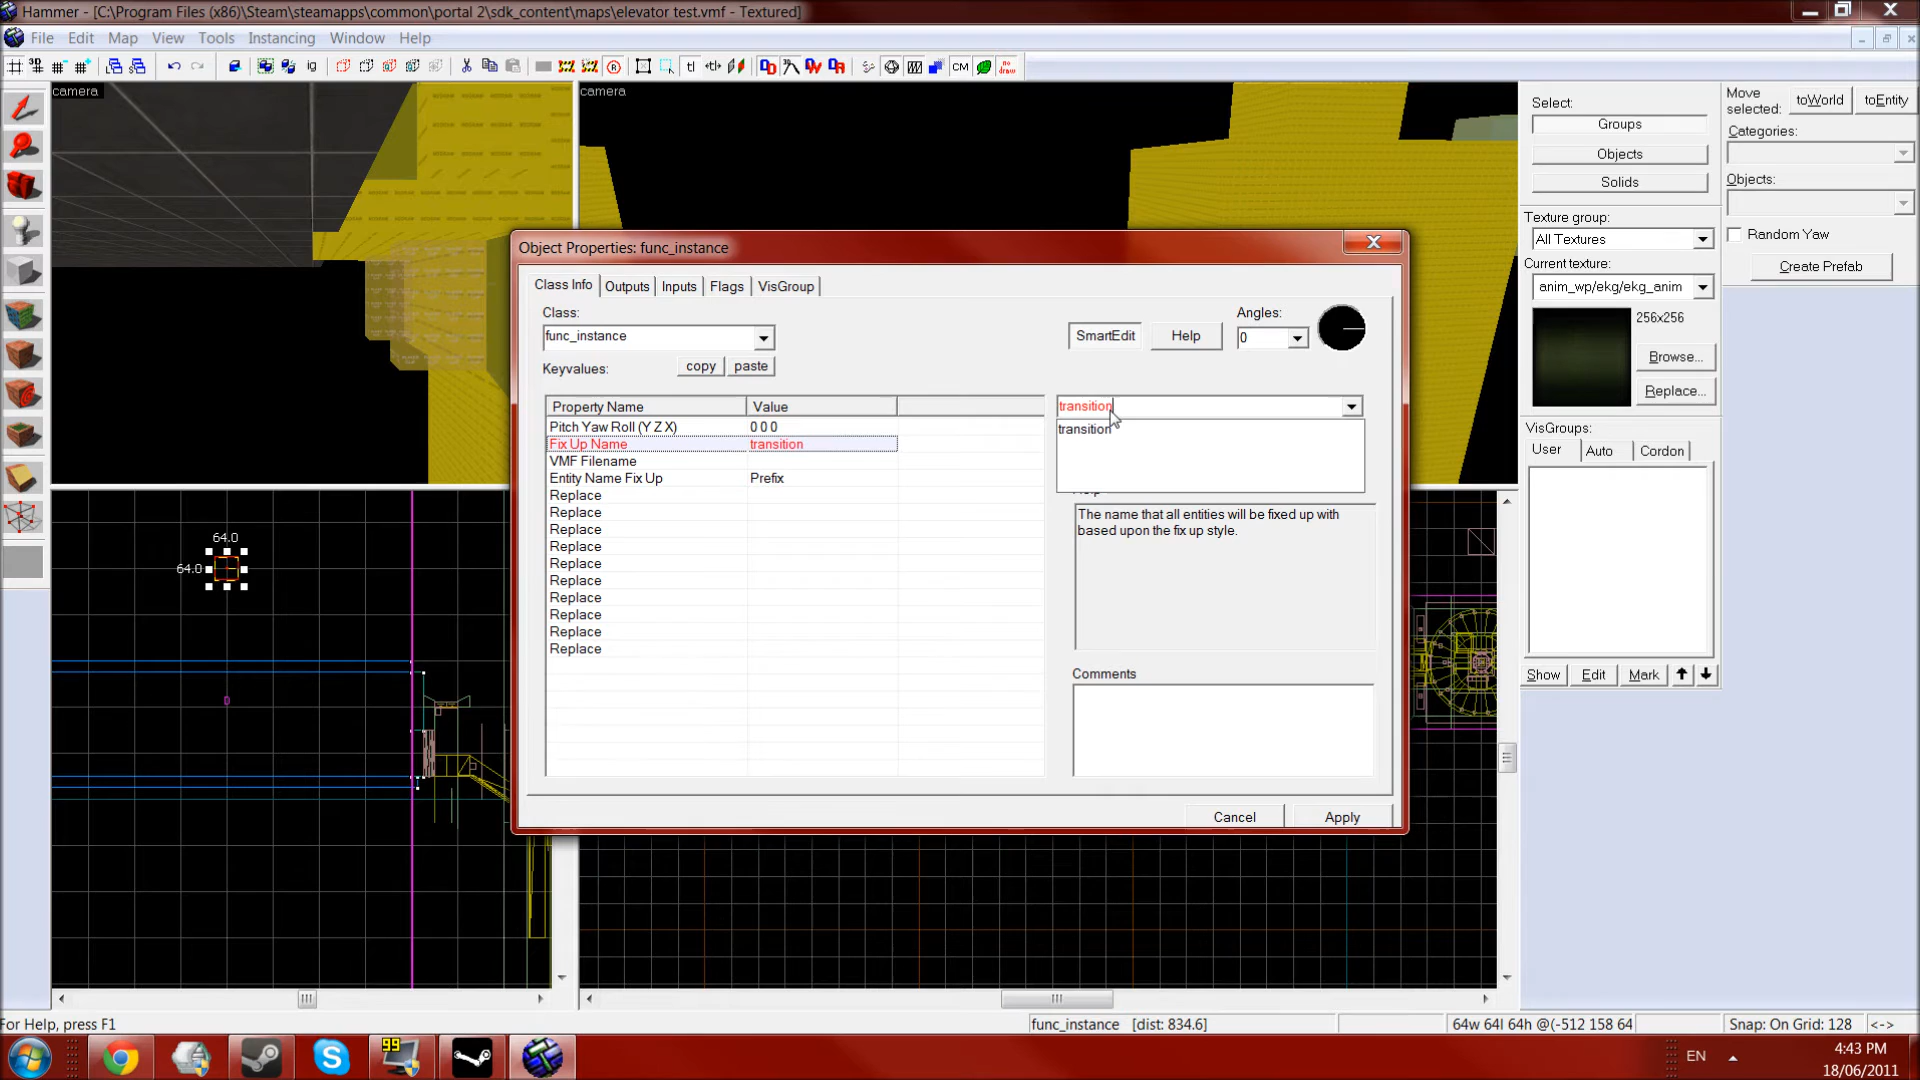 Hammer - [C:\Program Files (x86)\Steam\steamapps\common\portal 2\sdk_content\maps\elevator test.vmf - Textured]
File Edit Map View Tools Instancing Window Help
camera
camera
Object Properties: func_instance
Class Info Outputs Inputs Flags VisGroup
Class:
func_instance
Keyvalues: copy paste
SmartEdit Help
Angles:
0
Property Name Value
Pitch Yaw Roll (Y Z X) 0 0 0
Fix Up Name transition
VMF Filename
Entity Name Fix Up Prefix
Replace
Replace
Replace
Replace
Replace
Replace
Replace
Replace
Replace
Replace
transition
transition
The name that all entities will be fixed up with
based upon the fix up style.
Comments
Cancel Apply
64.0
64.0
Select:
Groups
Objects
Solids
Texture group:
All Textures
Current texture:
anim_wp/ekg/ekg_anim
256x256
Browse...
Replace...
VisGroups:
User Auto Cordon
Show Edit Mark
Move
selected:
toWorld toEntity
Categories:
Objects:
Random Yaw
Create Prefab
For Help, press F1
func_instance [dist: 834.6]
64w 64l 64h @(-512 158 64
Snap: On Grid: 128 <->
99
EN
4:43 PM
18/06/2011